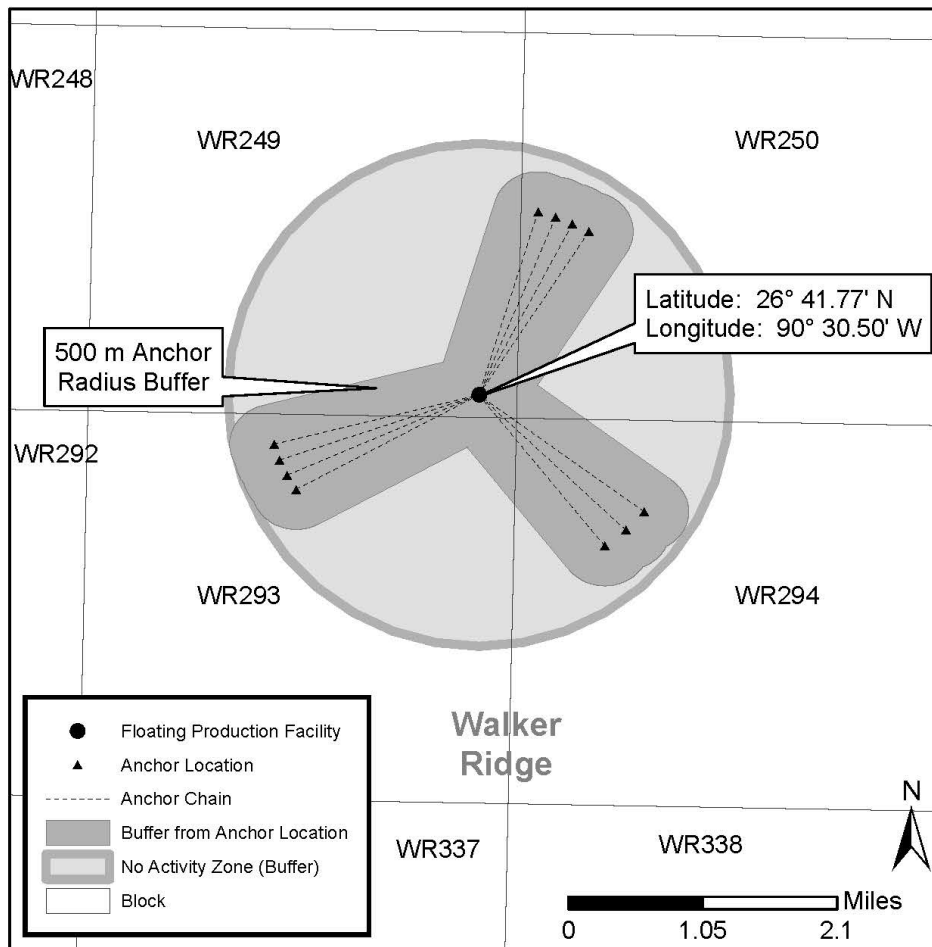 WR248
WR249
WR250
Latitude:  26° 41.77' N
Longitude:  90° 30.50' W
500 m Anchor
Radius Buffer
WR292
WR293
WR294
Walker
Ridge
Floating Production Facility
Anchor Location
Anchor Chain
Buffer from Anchor Location
No Activity Zone (Buffer)
Block
WR337
WR338
N
Miles
0
1.05
2.1